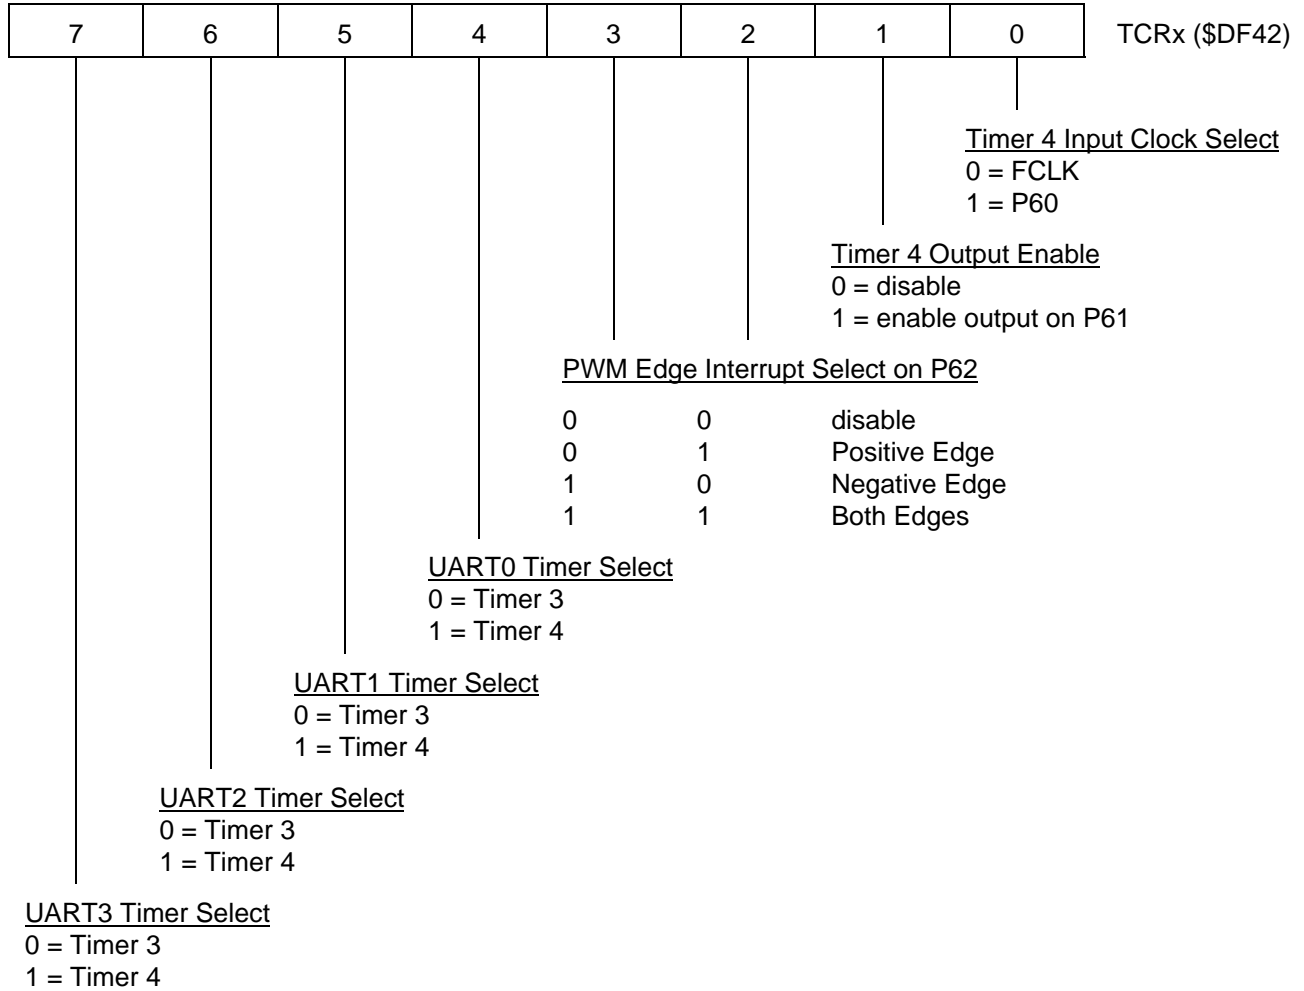 7 6 5 4 3 2 1 0 TCRx ($DF42)
Timer 4 Input Clock Select
0 = FCLK
1 = P60
Timer 4 Output Enable
0 = disable
1 = enable output on P61
PWM Edge Interrupt Select on P62
0 0 disable
0 1 Positive Edge
1 0 Negative Edge
1 1 Both Edges
UART0 Timer Select
0 = Timer 3
1 = Timer 4
UART1 Timer Select
0 = Timer 3
1 = Timer 4
UART2 Timer Select
0 = Timer 3
1 = Timer 4
UART3 Timer Select
0 = Timer 3
1 = Timer 4